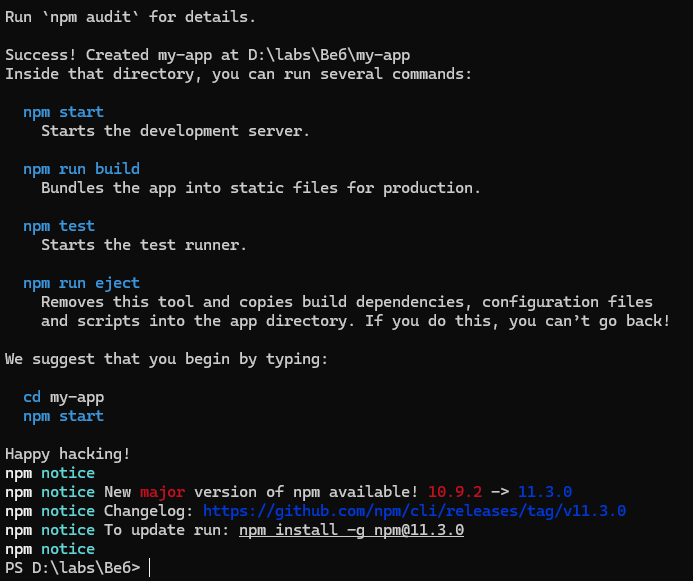 Run `npm audit` for details.
Success! Created my-app at D:\labs\Веб\my-app
Inside that directory, you can run several commands:
npm start
Starts the development server.
npm run build
Bundles the app into static files for production.
npm test
Starts the test runner.
npm run eject
Removes this tool and copies build dependencies, configuration files
and scripts into the app directory. If you do this, you can’t go back!
We suggest that you begin by typing:
cd my-app
npm start
Happy hacking!
npm notice
npm notice New major version of npm available! 10.9.2 -> 11.3.0
npm notice Changelog: https://github.com/npm/cli/releases/tag/v11.3.0
npm notice To update run: npm install -g npm@11.3.0
npm notice
PS D:\labs\Веб>